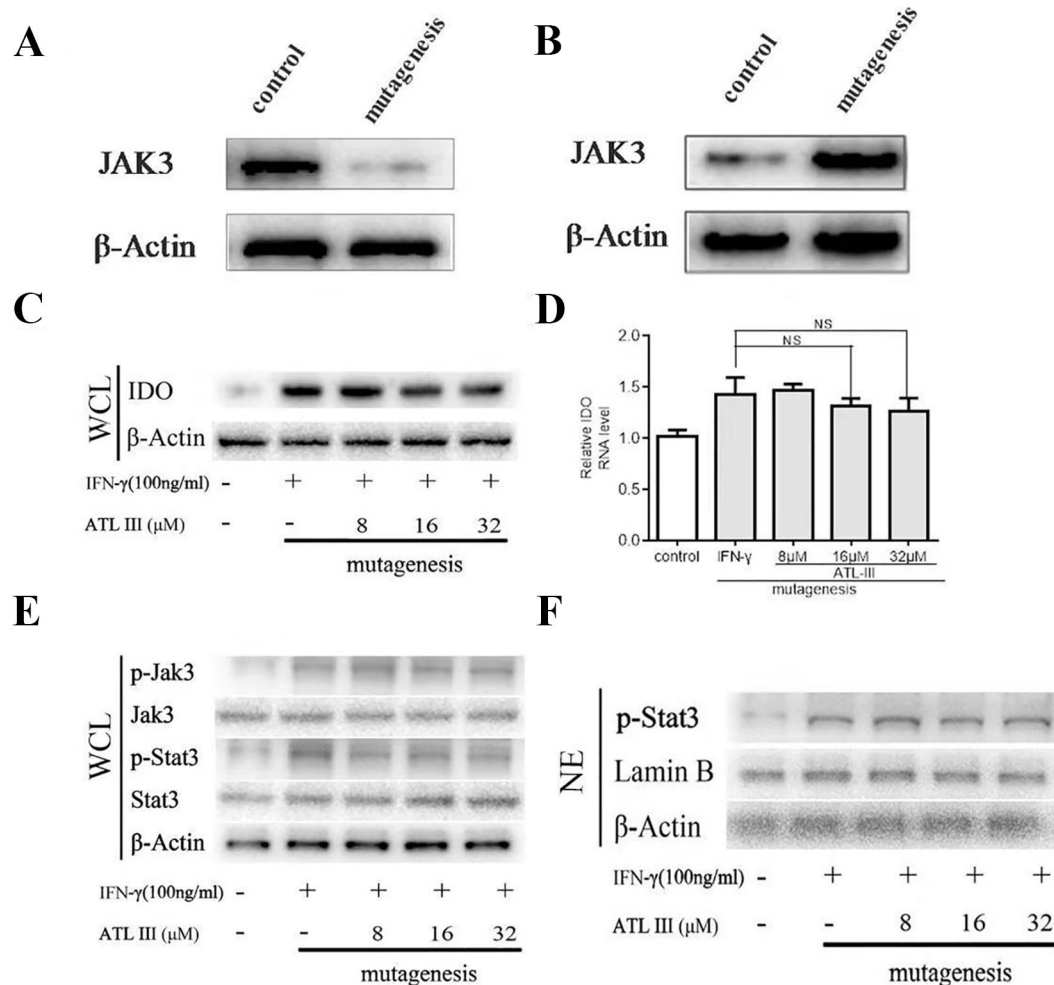 A
control
mutagenesis
JAK3
β-Actin
B
control
mutagenesis
JAK3
β-Actin
C
WCL
IDO
β-Actin
IFN-γ(100ng/ml) - + + + +
ATL III (μM) - - 8 16 32
mutagenesis
D
Relative IDO
RNA level
2.0
1.5
1.0
0.5
0.0
NS
NS
control IFN-γ 8μM 16μM 32μM
ATL-III
mutagenesis
E
WCL
p-Jak3
Jak3
p-Stat3
Stat3
β-Actin
IFN-γ(100ng/ml) - + + + +
ATL III (μM) - - 8 16 32
mutagenesis
F
NE
p-Stat3
Lamin B
β-Actin
IFN-γ(100ng/ml) - + + + +
ATL III (μM) - - 8 16 32
mutagenesis